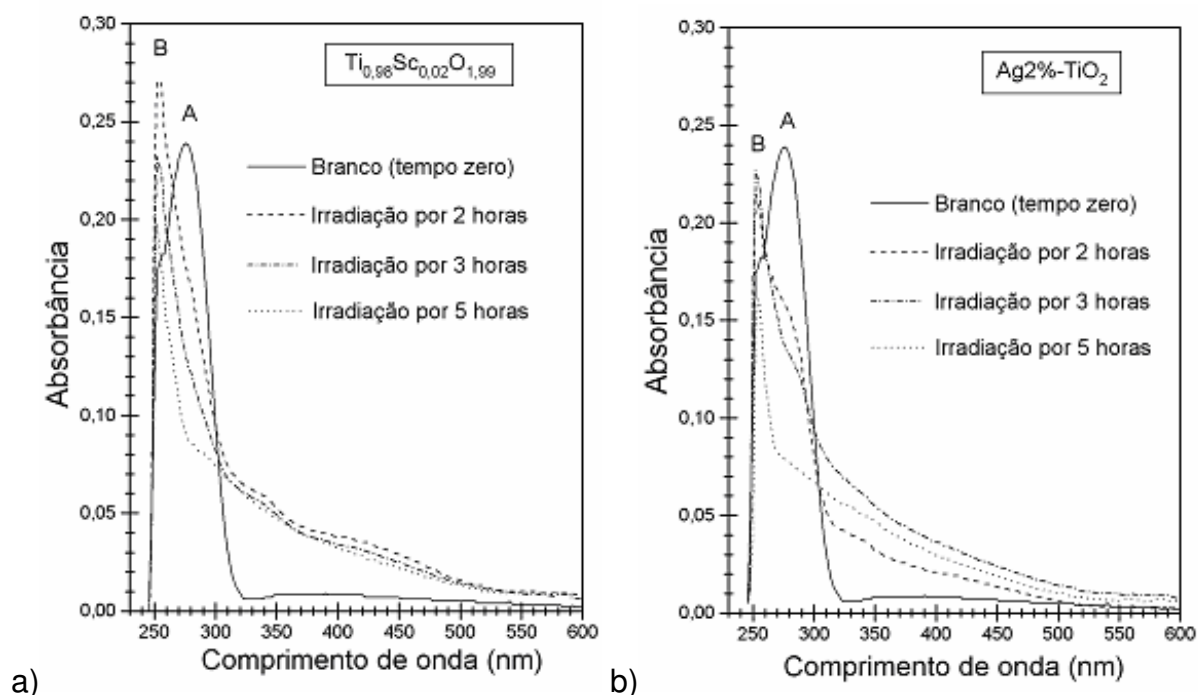 a)
0,30
0,25
0,20
0,15
0,10
0,05
0,00
Absorbância
B
A
Ti0,98Sc0,02O1,99
Branco (tempo zero)
Irradiação por 2 horas
Irradiação por 3 horas
Irradiação por 5 horas
250 300 350 400 450 500 550 600
Comprimento de onda (nm)
b)
0,30
0,25
0,20
0,15
0,10
0,05
0,00
Absorbância
B
A
Ag2%-TiO2
Branco (tempo zero)
Irradiação por 2 horas
Irradiação por 3 horas
Irradiação por 5 horas
250 300 350 400 450 500 550 600
Comprimento de onda (nm)